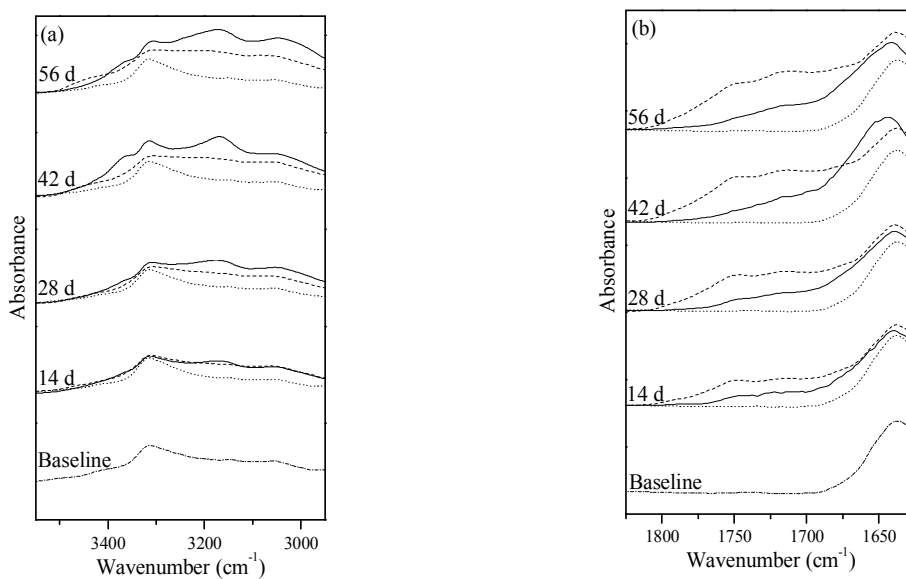 (a)
56 d
42 d
28 d
14 d
Baseline
Absorbance
3400 3200 3000
Wavenumber (cm⁻¹)
(b)
56 d
42 d
28 d
14 d
Baseline
Absorbance
1800 1750 1700 1650
Wavenumber (cm⁻¹)